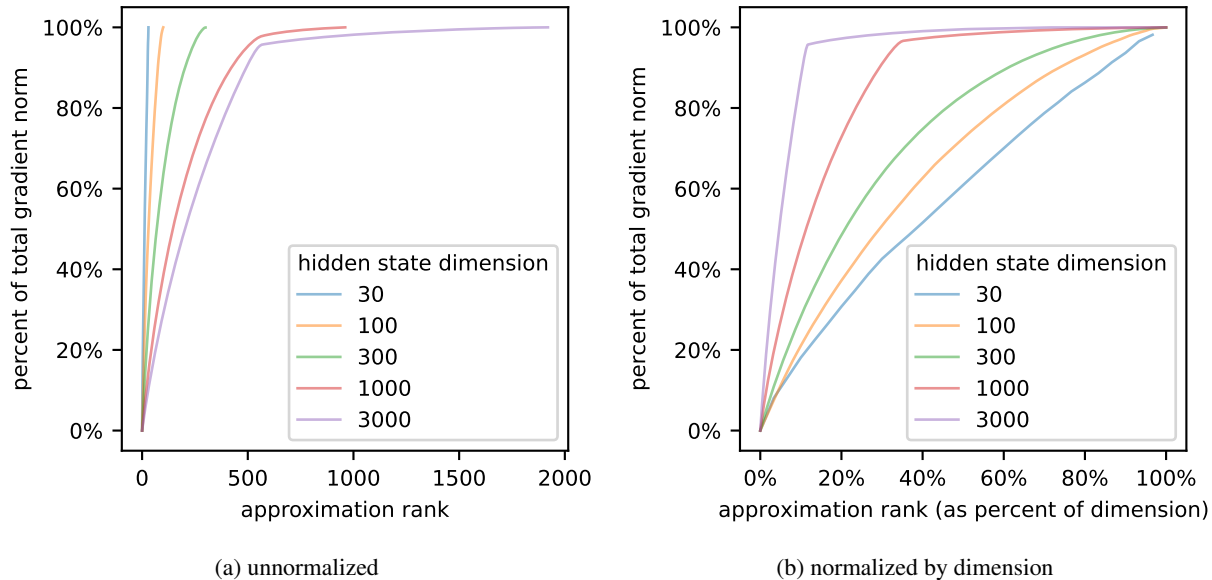 100%
80%
60%
40%
20%
0%
percent of total gradient norm
hidden state dimension
30
100
300
1000
3000
0 500 1000 1500 2000
approximation rank
(a) unnormalized
100%
80%
60%
40%
20%
0%
percent of total gradient norm
hidden state dimension
30
100
300
1000
3000
0% 20% 40% 60% 80% 100%
approximation rank (as percent of dimension)
(b) normalized by dimension